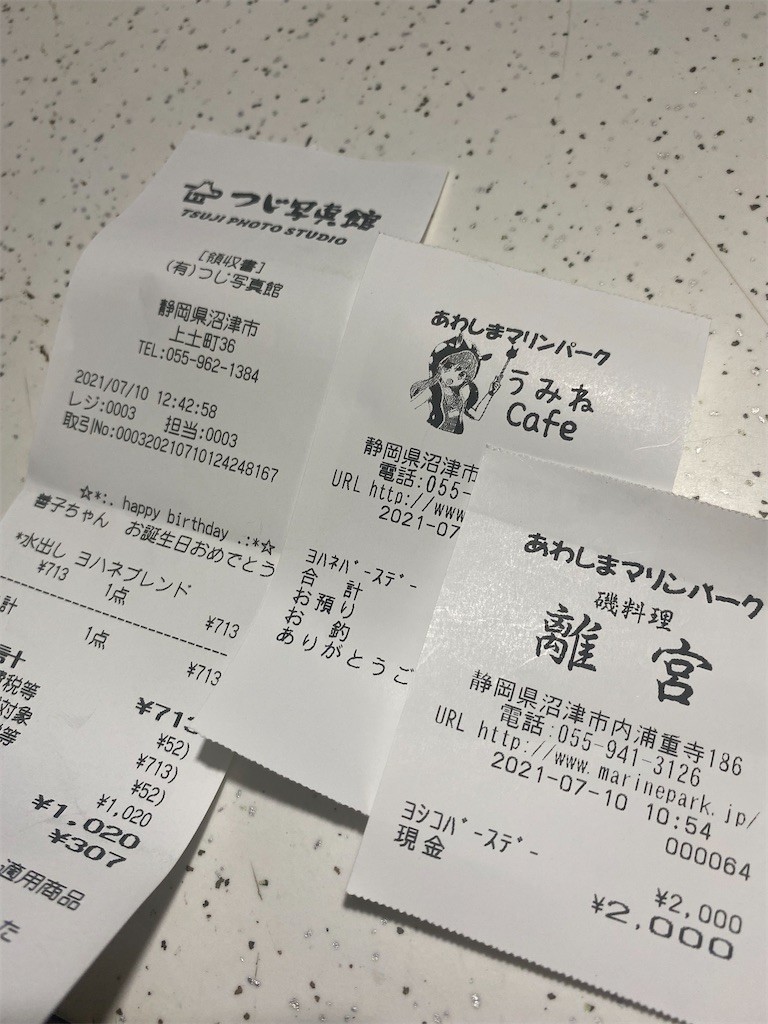 つじ写真館
TSUJI PHOTO STUDIO
[領収書]
(有)つじ写真館
静岡県沼津市
上土町36
TEL:055-962-1384
2021/07/10 12:42:58
レジ:0003 担当:0003
取引No:000320210710124248167
☆*:. happy birthday .:*☆
善子ちゃん お誕生日おめでとう
*水出し ヨハネブレンド
¥713 1点 ¥713
計 1点 ¥713
計 ¥71
税等 ¥52)
対象 ¥713)
等 ¥52)
¥1,020
¥1,020
¥307
適用商品
た
あわしまマリンパーク
うみね
Cafe
静岡県沼津市
電話:055-
URL http://www
2021-07
ヨハネバースデー
合 計
お預り
お 釣
ありがとうご
あわしまマリンパーク
磯料理
離宮
静岡県沼津市内浦重寺186
電話:055-941-3126
URL http://www.marinepark.jp/
2021-07-10 10:54
000064
ヨシコバースデー ¥2,000
現金 ¥2,000